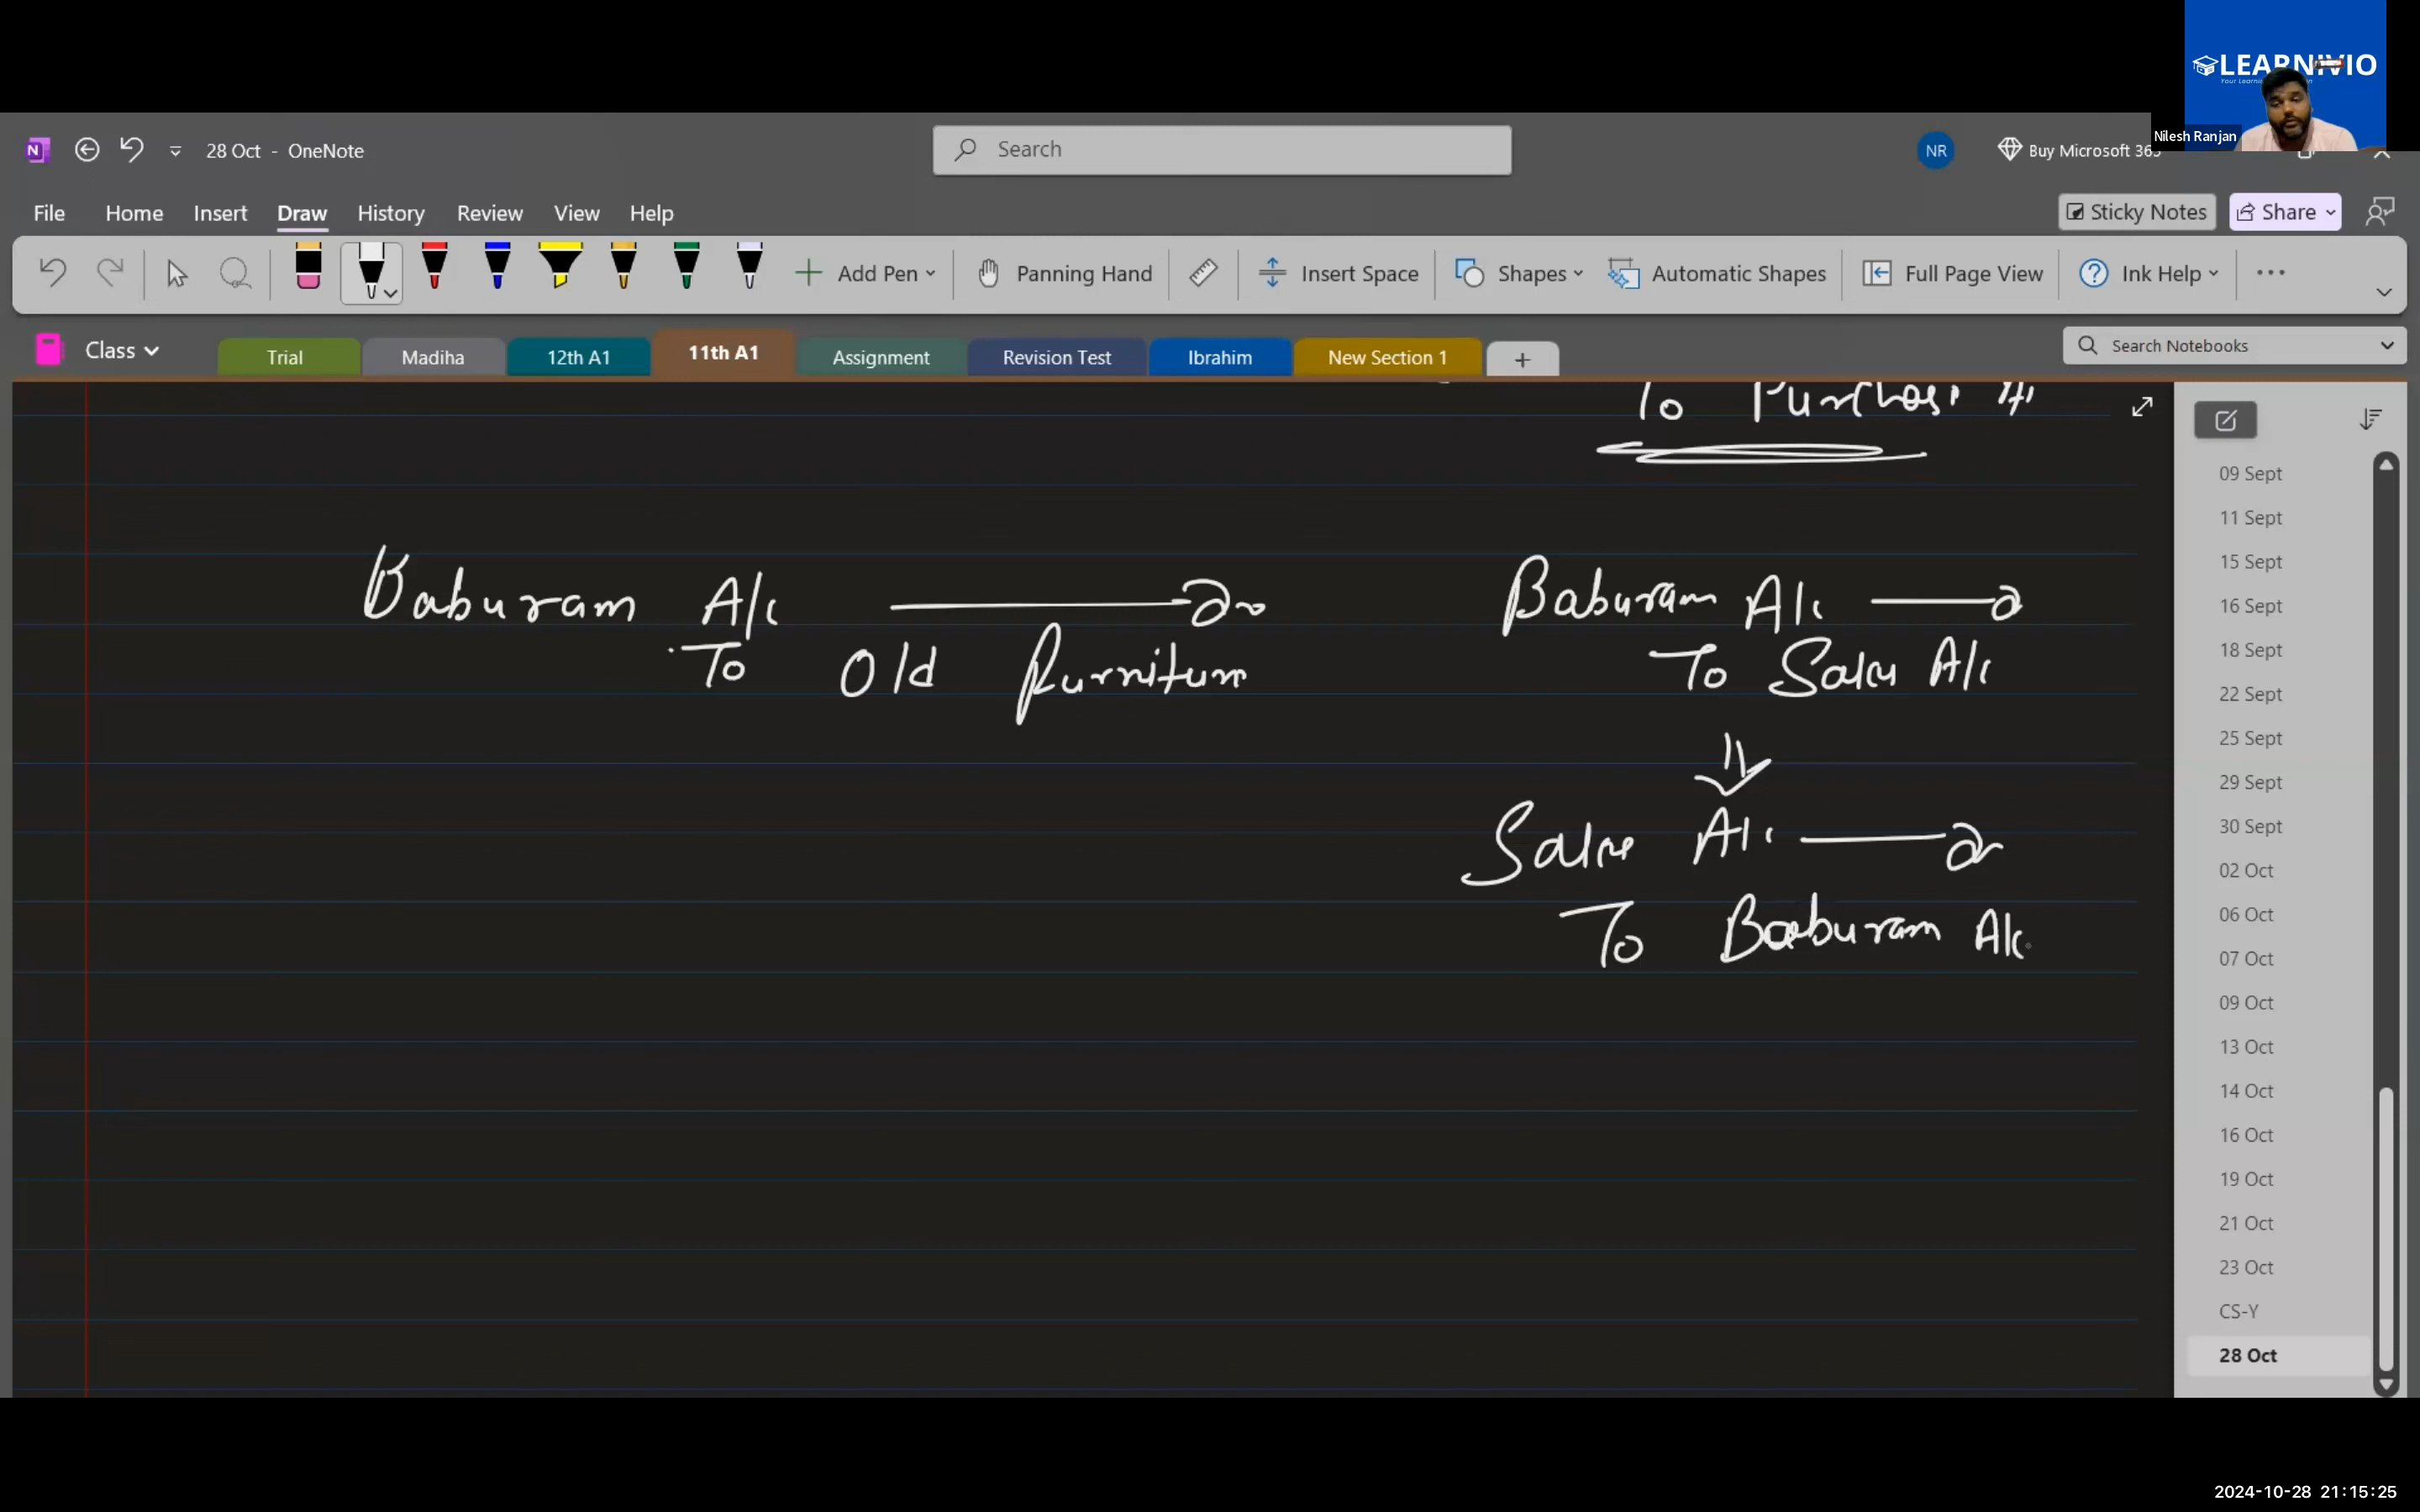 LEARNIVIO
Nilesh Ranjan
28 Oct - OneNote
Search
NR
Buy Microsoft 365
File Home Insert Draw History Review View Help
Sticky Notes
Share
Add Pen
Panning Hand
Insert Space
Shapes
Automatic Shapes
Full Page View
Ink Help
Class
Trial
Madiha
12th A1
11th A1
Assignment
Revision Test
Ibrahim
New Section 1
Search Notebooks
To Purchas
Baburam A/c
To Old furniture
Baburam A/c
To Sales A/c
Sales A/c
To Baburam A/c
09 Sept
11 Sept
15 Sept
16 Sept
18 Sept
22 Sept
25 Sept
29 Sept
30 Sept
02 Oct
06 Oct
07 Oct
09 Oct
13 Oct
14 Oct
16 Oct
19 Oct
21 Oct
23 Oct
CS-Y
28 Oct
2024-10-28 21:15:25